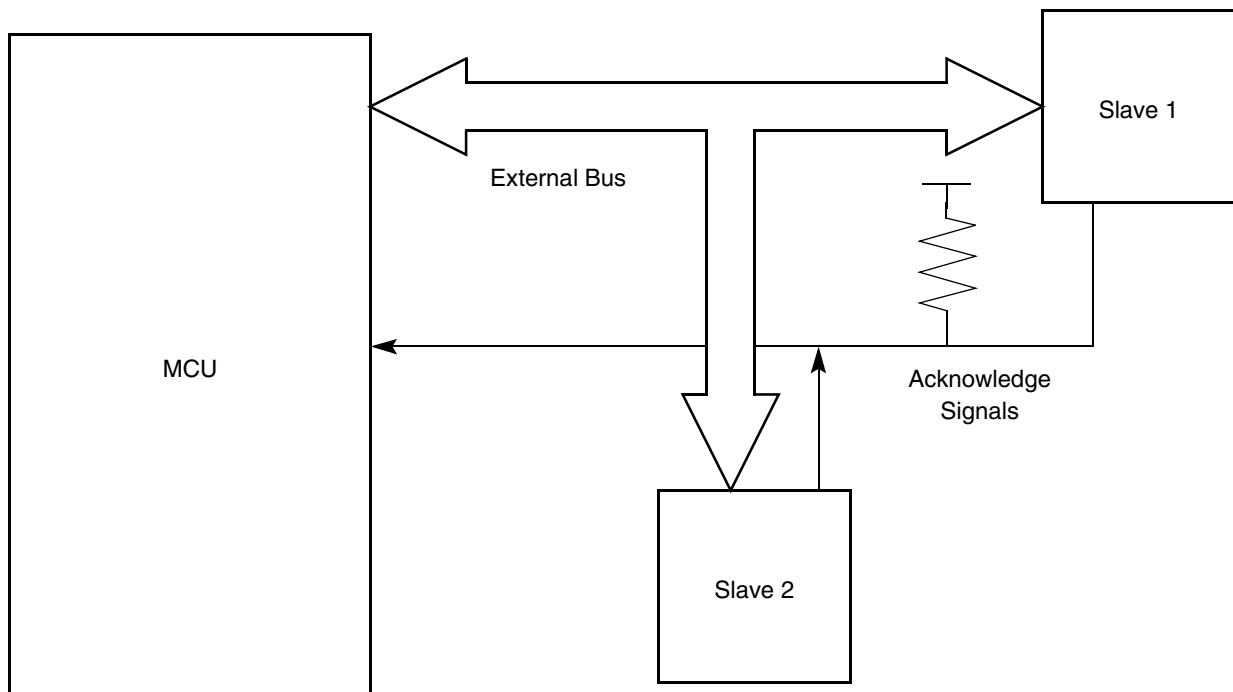 Slave 1
External Bus
MCU
Acknowledge
Signals
Slave 2